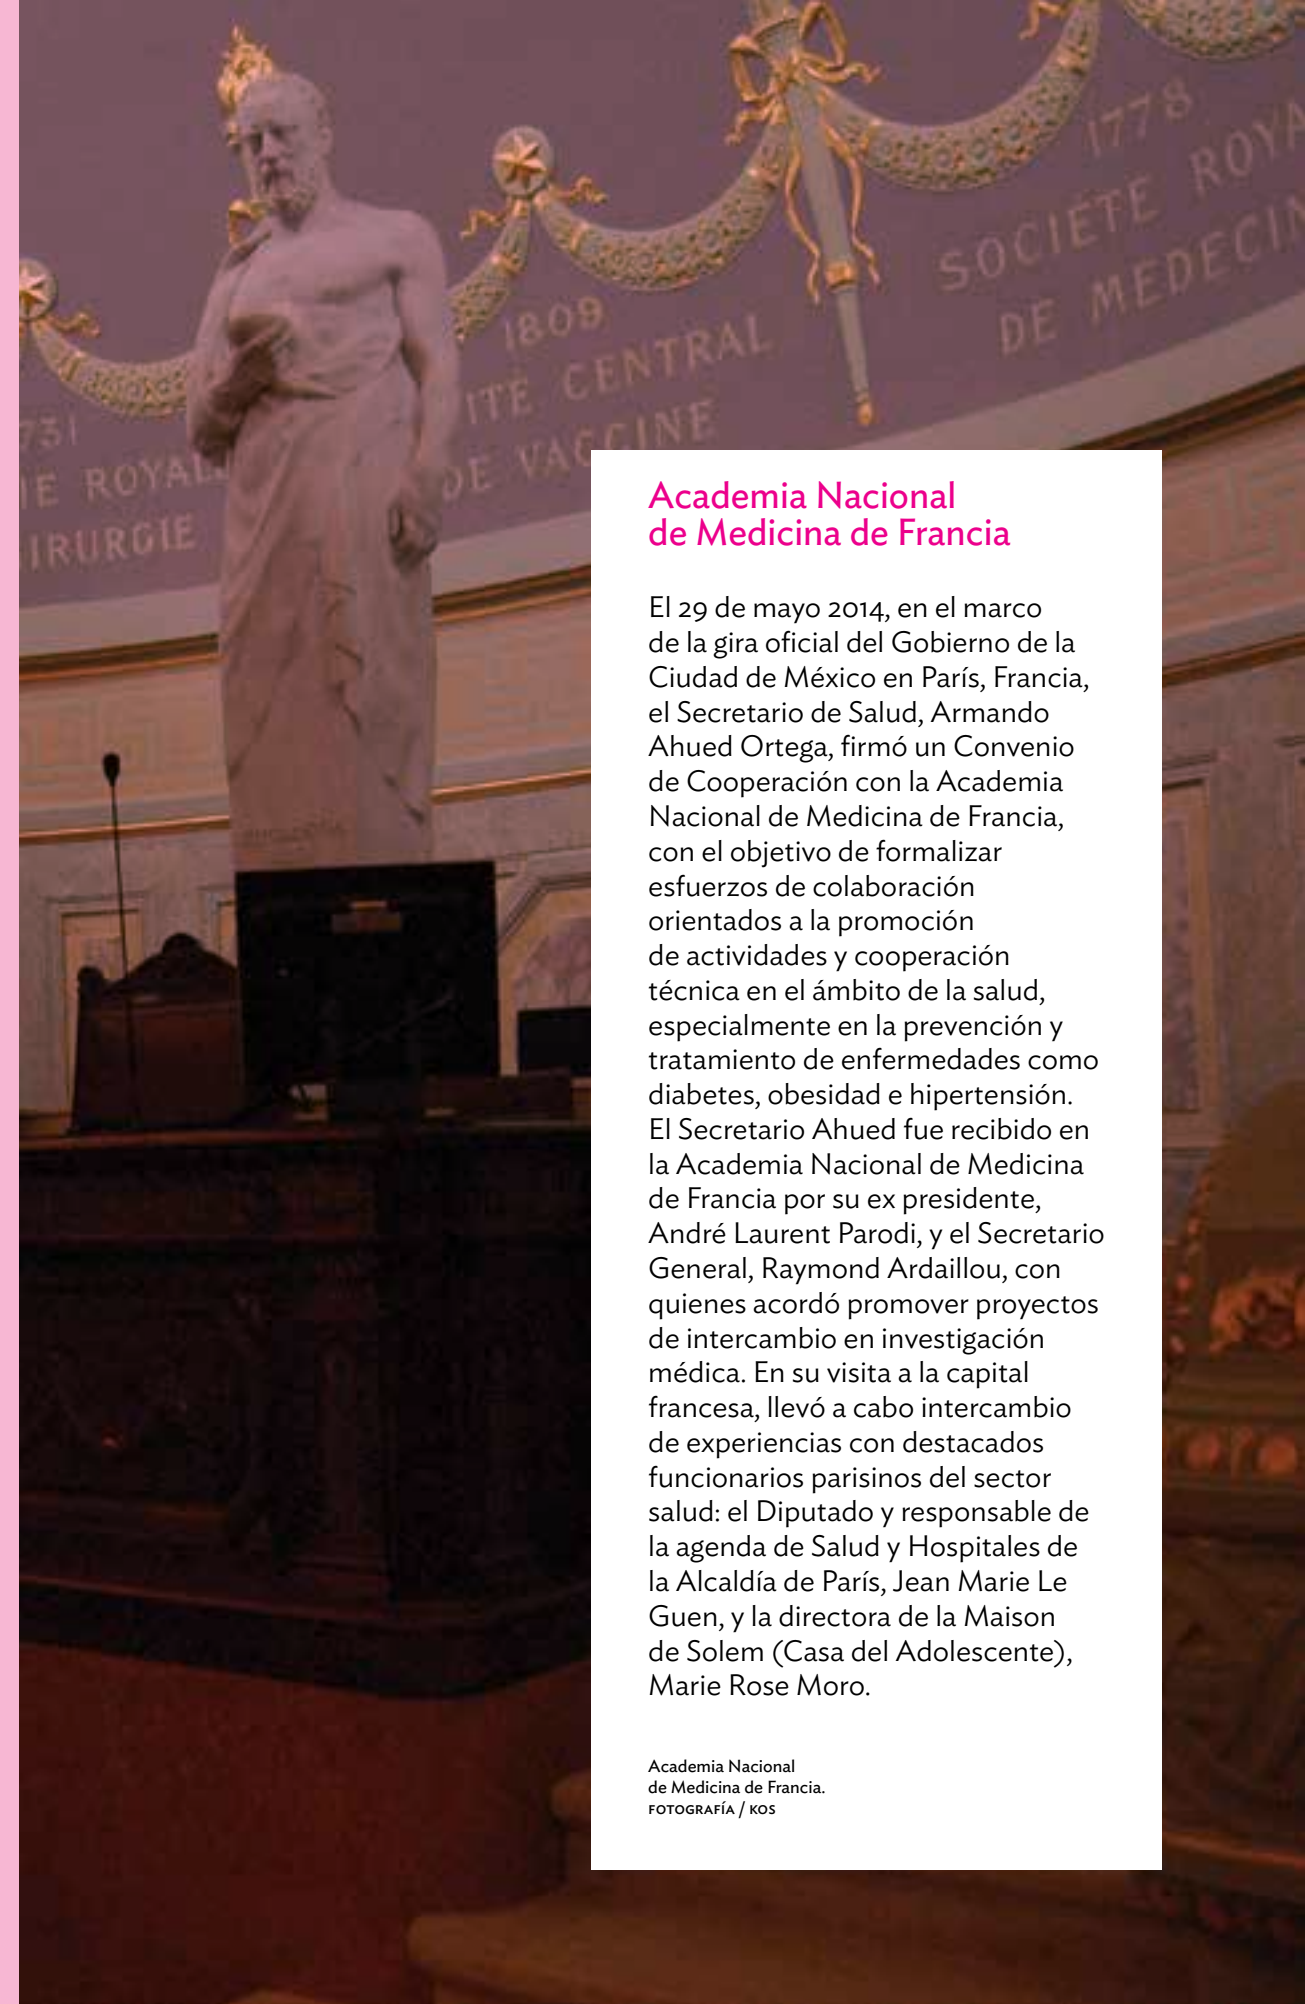 1778
SOCIÉTÉ ROYA
DE MEDECIN
1809
ITÉ CENTRAL
DE VACCINE
731
IE ROYAL
IRURGIE
Academia Nacional
de Medicina de Francia
El 29 de mayo 2014, en el marco
de la gira oficial del Gobierno de la
Ciudad de México en París, Francia,
el Secretario de Salud, Armando
Ahued Ortega, firmó un Convenio
de Cooperación con la Academia
Nacional de Medicina de Francia,
con el objetivo de formalizar
esfuerzos de colaboración
orientados a la promoción
de actividades y cooperación
técnica en el ámbito de la salud,
especialmente en la prevención y
tratamiento de enfermedades como
diabetes, obesidad e hipertensión.
El Secretario Ahued fue recibido en
la Academia Nacional de Medicina
de Francia por su ex presidente,
André Laurent Parodi, y el Secretario
General, Raymond Ardaillou, con
quienes acordó promover proyectos
de intercambio en investigación
médica. En su visita a la capital
francesa, llevó a cabo intercambio
de experiencias con destacados
funcionarios parisinos del sector
salud: el Diputado y responsable de
la agenda de Salud y Hospitales de
la Alcaldía de París, Jean Marie Le
Guen, y la directora de la Maison
de Solem (Casa del Adolescente),
Marie Rose Moro.
Academia Nacional
de Medicina de Francia.
FOTOGRAFÍA / KOS